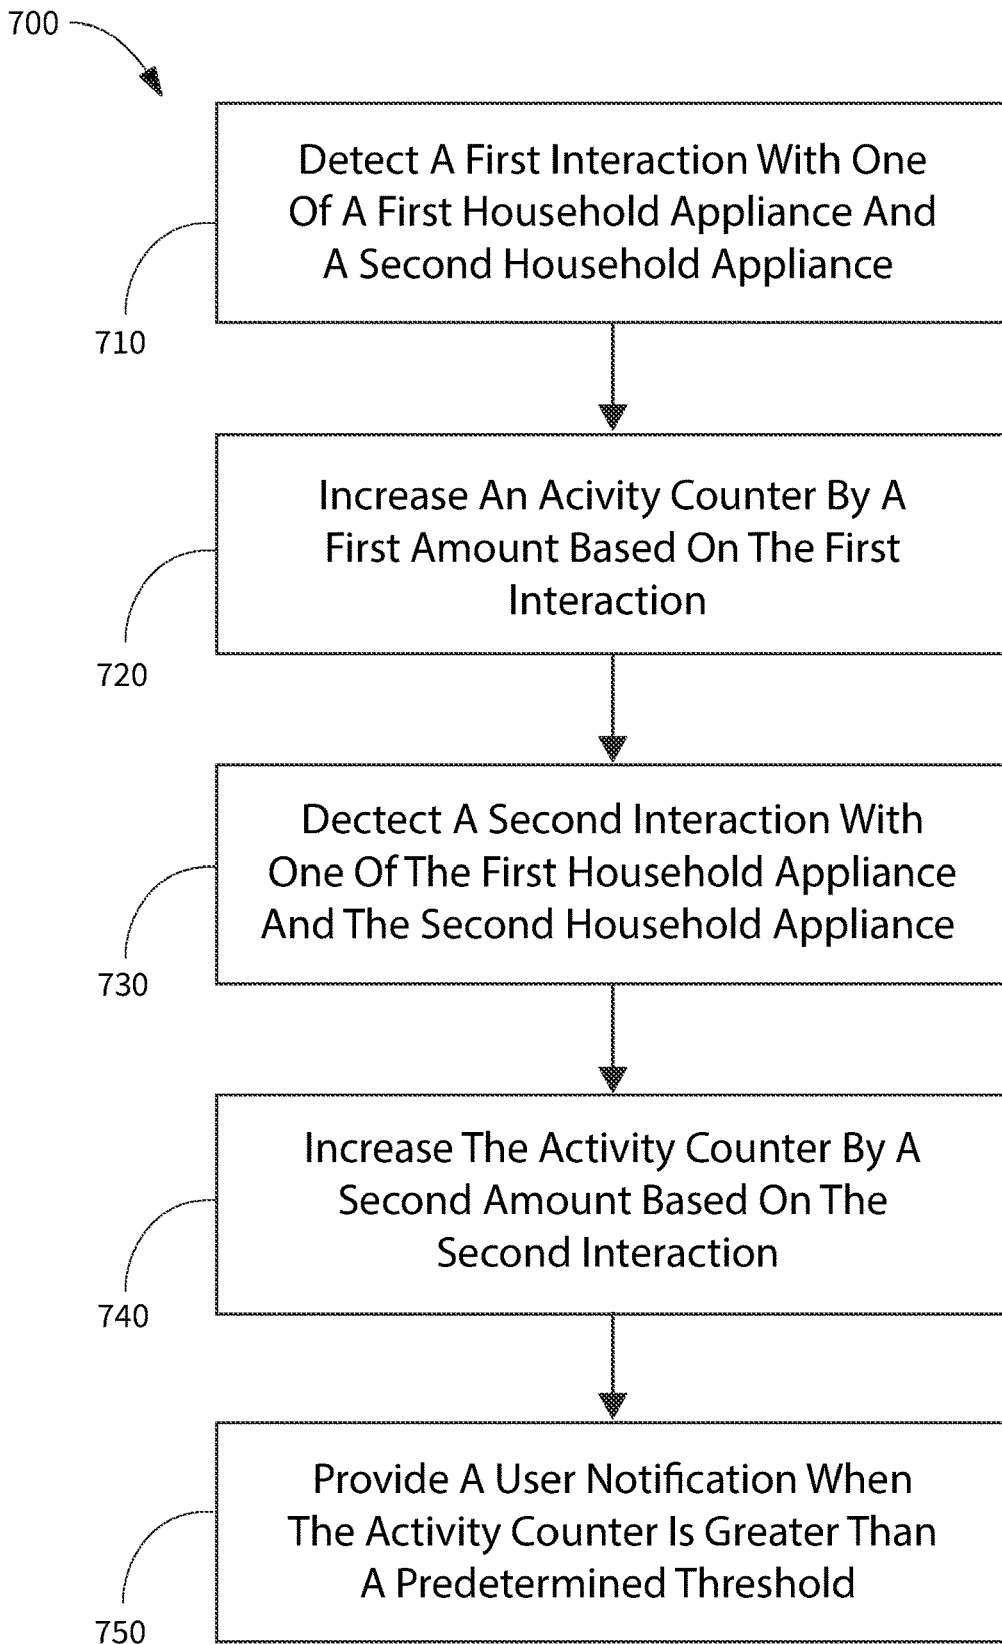 700
Detect A First Interaction With One
Of A First Household Appliance And
A Second Household Appliance
710
Increase An Acivity Counter By A
First Amount Based On The First
Interaction
720
Dectect A Second Interaction With
One Of The First Household Appliance
And The Second Household Appliance
730
Increase The Activity Counter By A
Second Amount Based On The
Second Interaction
740
Provide A User Notification When
The Activity Counter Is Greater Than
A Predetermined Threshold
750